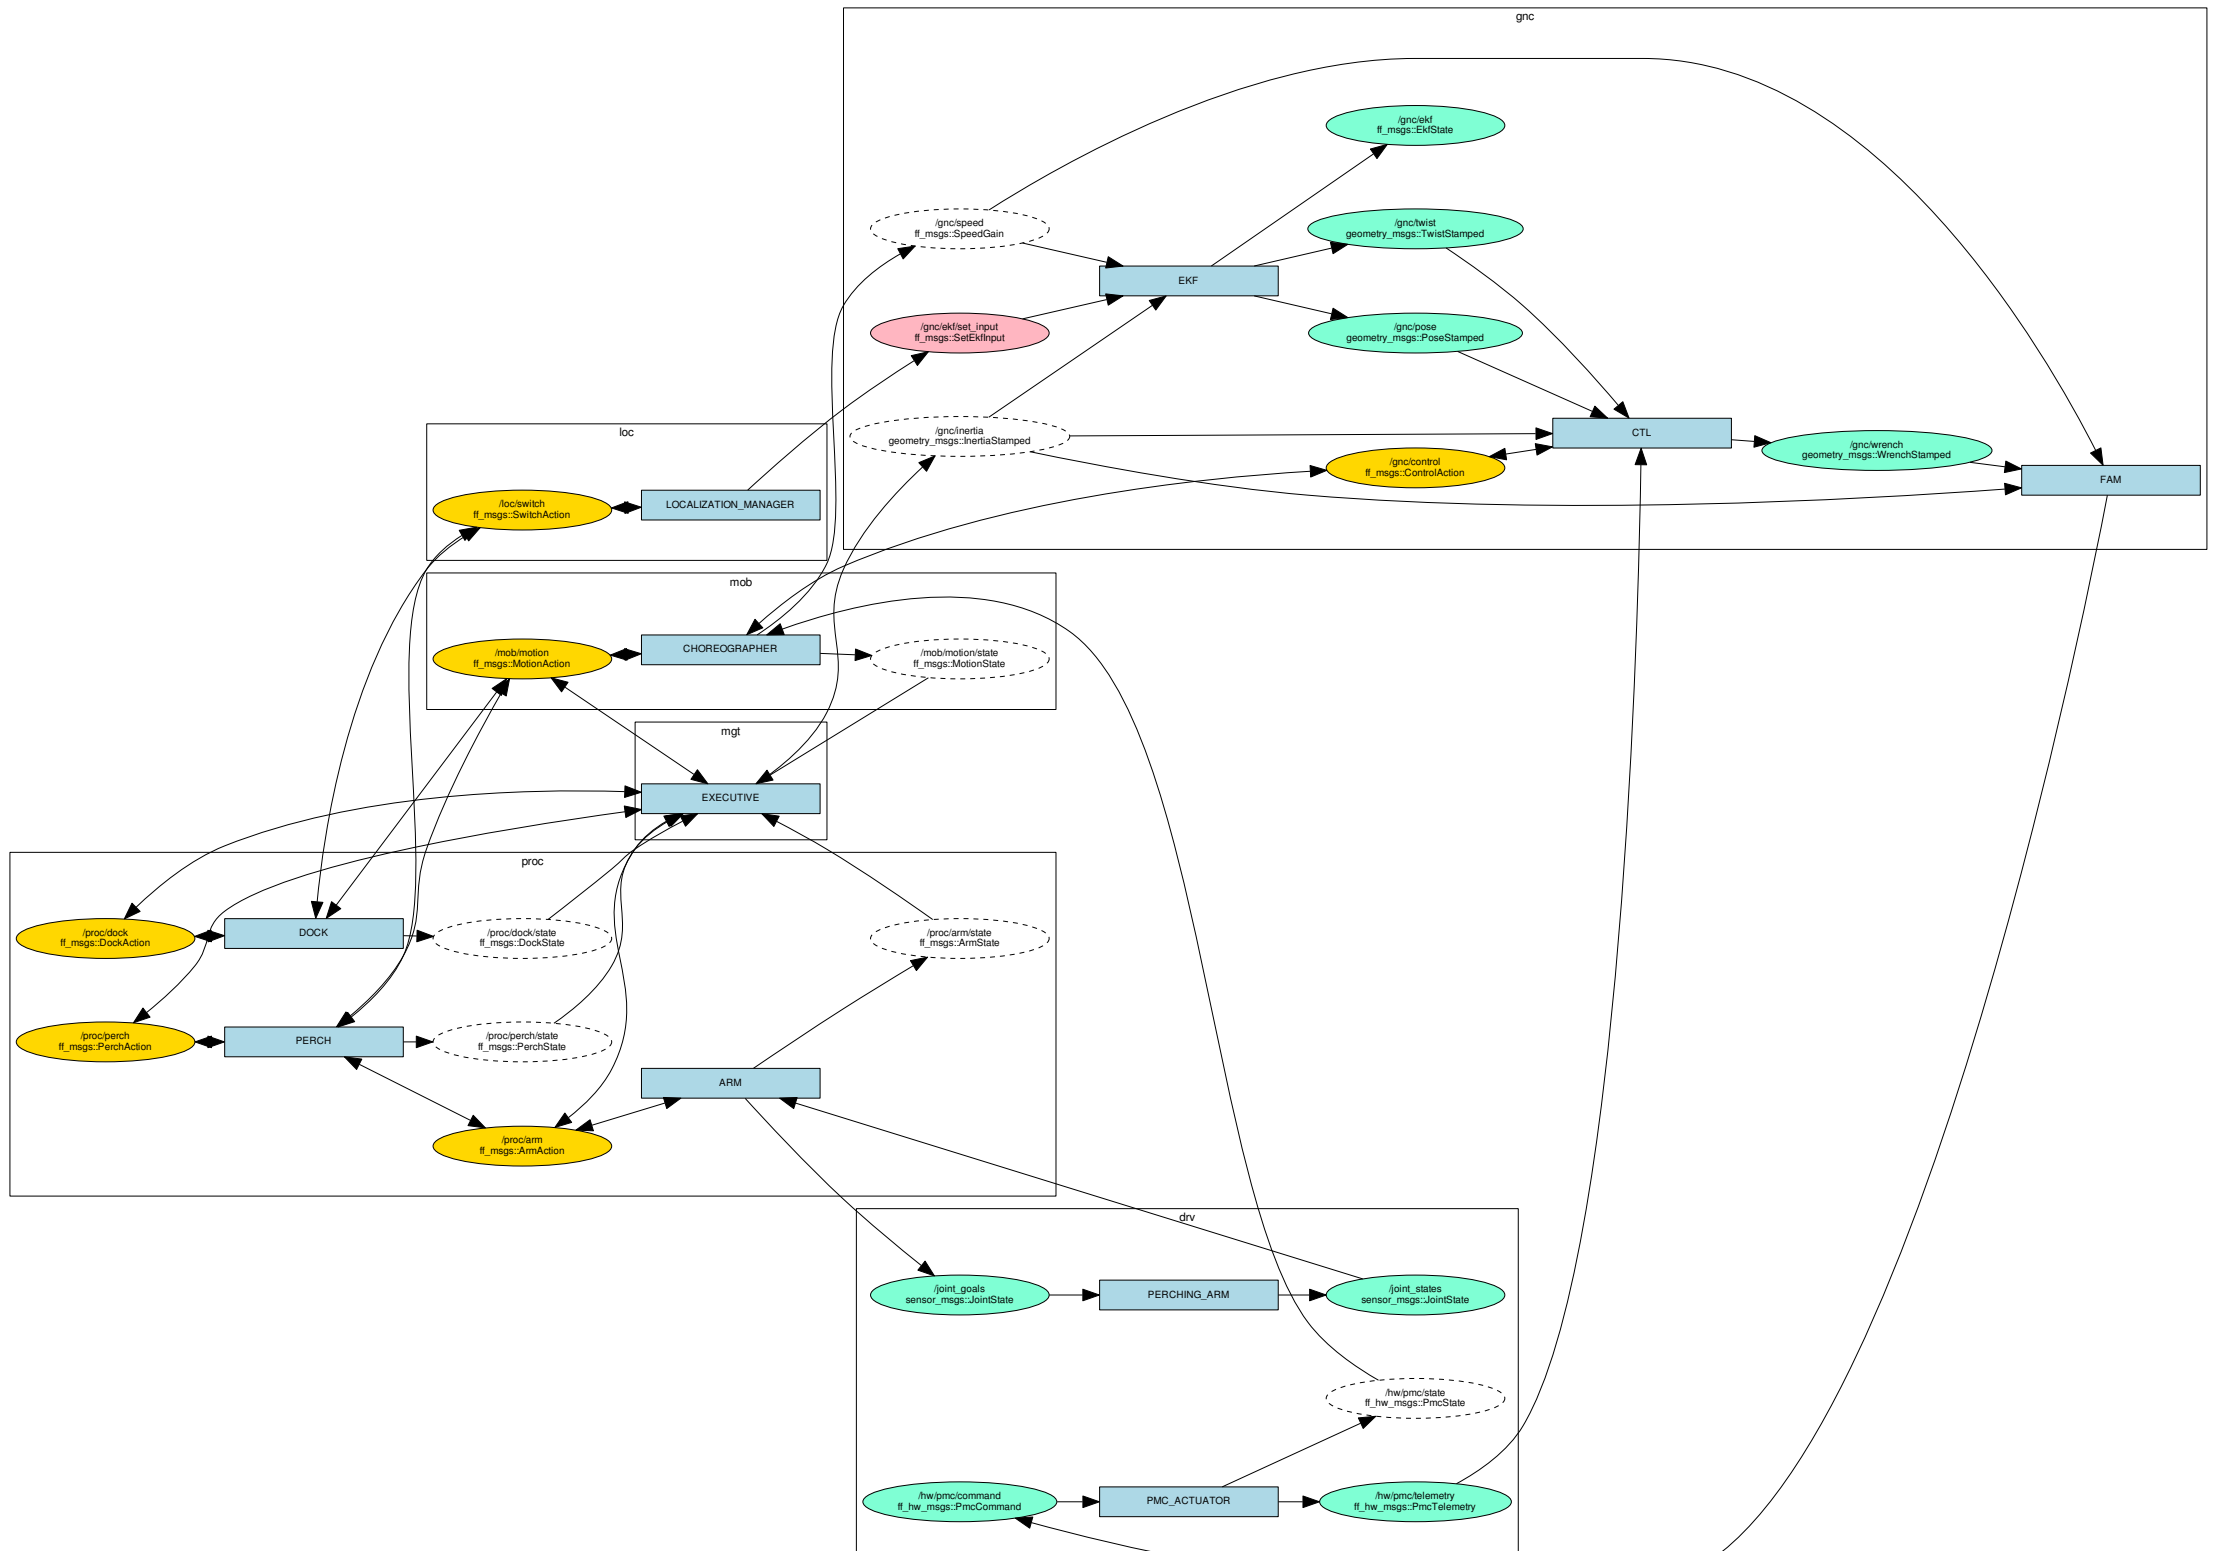 gnc
/gnc/ekf
ff_msgs::EkfState
/gnc/speed
ff_msgs::SpeedGain
/gnc/twist
geometry_msgs::TwistStamped
EKF
/gnc/ekf/set_input
ff_msgs::SetEkfInput
/gnc/pose
geometry_msgs::PoseStamped
/gnc/inertia
geometry_msgs::InertiaStamped
CTL
/gnc/control
ff_msgs::ControlAction
/gnc/wrench
geometry_msgs::WrenchStamped
FAM
loc
/loc/switch
ff_msgs::SwitchAction
LOCALIZATION_MANAGER
mob
/mob/motion
ff_msgs::MotionAction
CHOREOGRAPHER
/mob/motion/state
ff_msgs::MotionState
mgt
EXECUTIVE
proc
/proc/dock
ff_msgs::DockAction
DOCK
/proc/dock/state
ff_msgs::DockState
/proc/arm/state
ff_msgs::ArmState
/proc/perch
ff_msgs::PerchAction
PERCH
/proc/perch/state
ff_msgs::PerchState
ARM
/proc/arm
ff_msgs::ArmAction
drv
/joint_goals
sensor_msgs::JointState
PERCHING_ARM
/joint_states
sensor_msgs::JointState
/hw/pmc/state
ff_hw_msgs::PmcState
/hw/pmc/command
ff_hw_msgs::PmcCommand
PMC_ACTUATOR
/hw/pmc/telemetry
ff_hw_msgs::PmcTelemetry